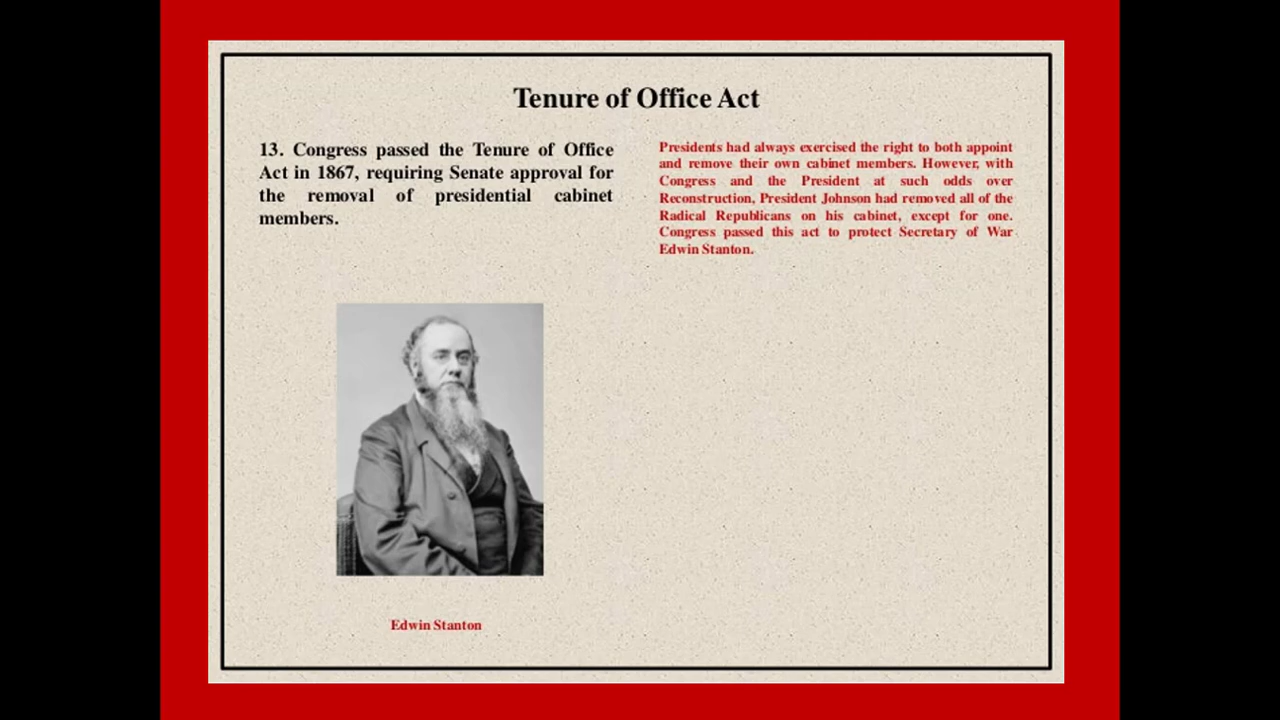 Tenure of Office Act
13. Congress passed the Tenure of Office
Act in 1867, requiring Senate approval for
the removal of presidential cabinet
members.
Presidents had always exercised the right to both appoint
and remove their own cabinet members. However, with
Congress and the President at such odds over
Reconstruction, President Johnson had removed all of the
Radical Republicans on his cabinet, except for one.
Congress passed this act to protect Secretary of War
Edwin Stanton.
Edwin Stanton